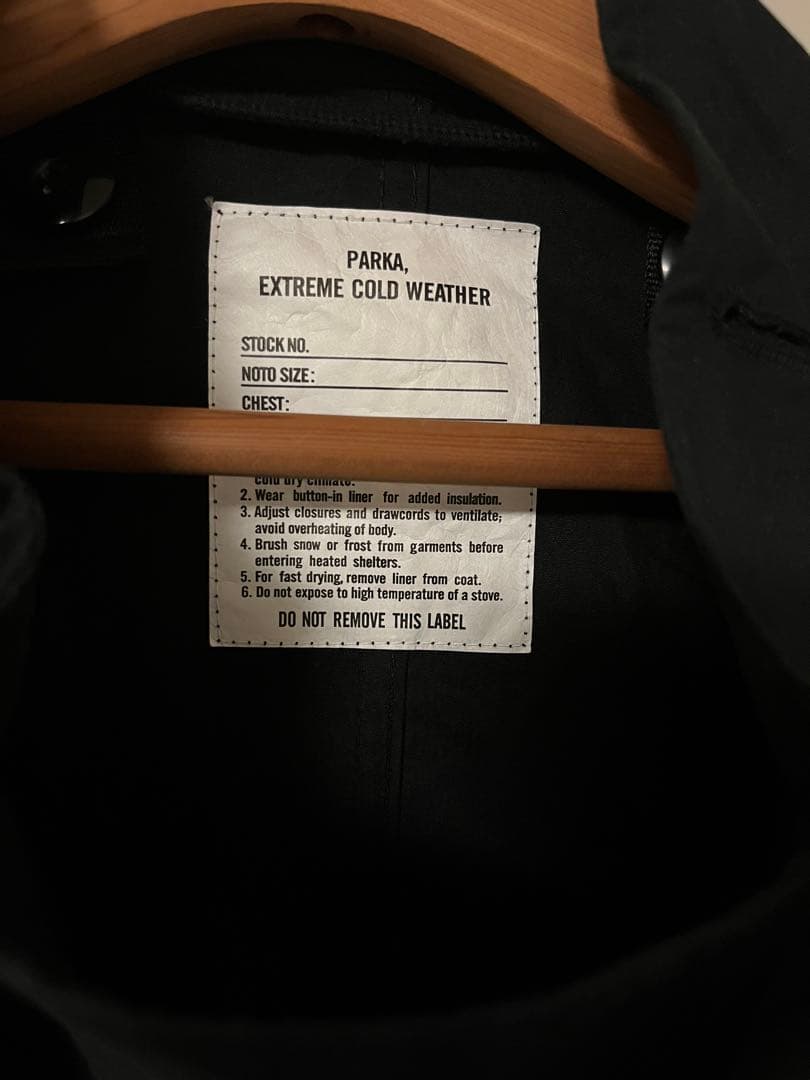 PARKA,
EXTREME COLD WEATHER
STOCK NO.
NOTO SIZE:
CHEST:
cold dry climate.
2. Wear button-in liner for added insulation.
3. Adjust closures and drawcords to ventilate;
avoid overheating of body.
4. Brush snow or frost from garments before
entering heated shelters.
5. For fast drying, remove liner from coat.
6. Do not expose to high temperature of a stove.
DO NOT REMOVE THIS LABEL